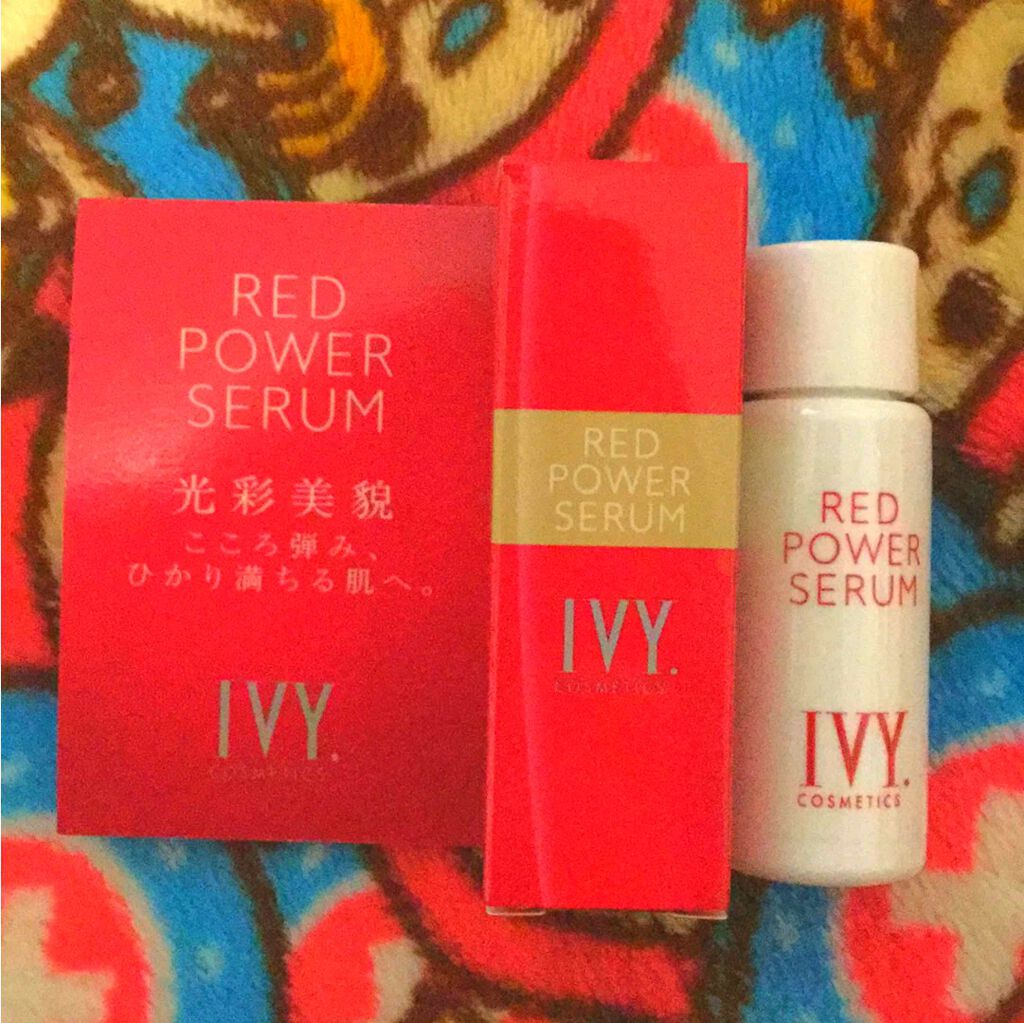 RED
POWER
SERUM
光彩美貌
こころ弾み、
ひかり満ちる肌へ。
IVY.
COSMETICS
RED
POWER
SERUM
IVY.
COSMETICS
RED
POWER
SERUM
IVY.
COSMETICS